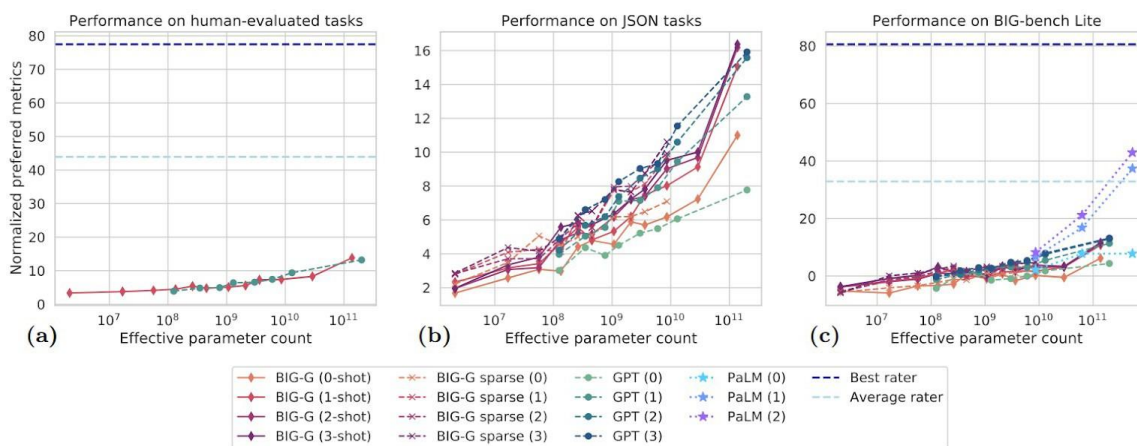 Performance on human-evaluated tasks
Performance on JSON tasks
Performance on BIG-bench Lite
Normalized preferred metrics
80
70
60
50
40
30
20
10
0
10⁷ 10⁸ 10⁹ 10¹⁰ 10¹¹
(a) Effective parameter count
16
14
12
10
8
6
4
2
10⁷ 10⁸ 10⁹ 10¹⁰ 10¹¹
(b) Effective parameter count
80
60
40
20
0
10⁷ 10⁸ 10⁹ 10¹⁰ 10¹¹
(c) Effective parameter count
BIG-G (0-shot) BIG-G sparse (0) GPT (0) PaLM (0) Best rater
BIG-G (1-shot) BIG-G sparse (1) GPT (1) PaLM (1) Average rater
BIG-G (2-shot) BIG-G sparse (2) GPT (2) PaLM (2)
BIG-G (3-shot) BIG-G sparse (3) GPT (3)